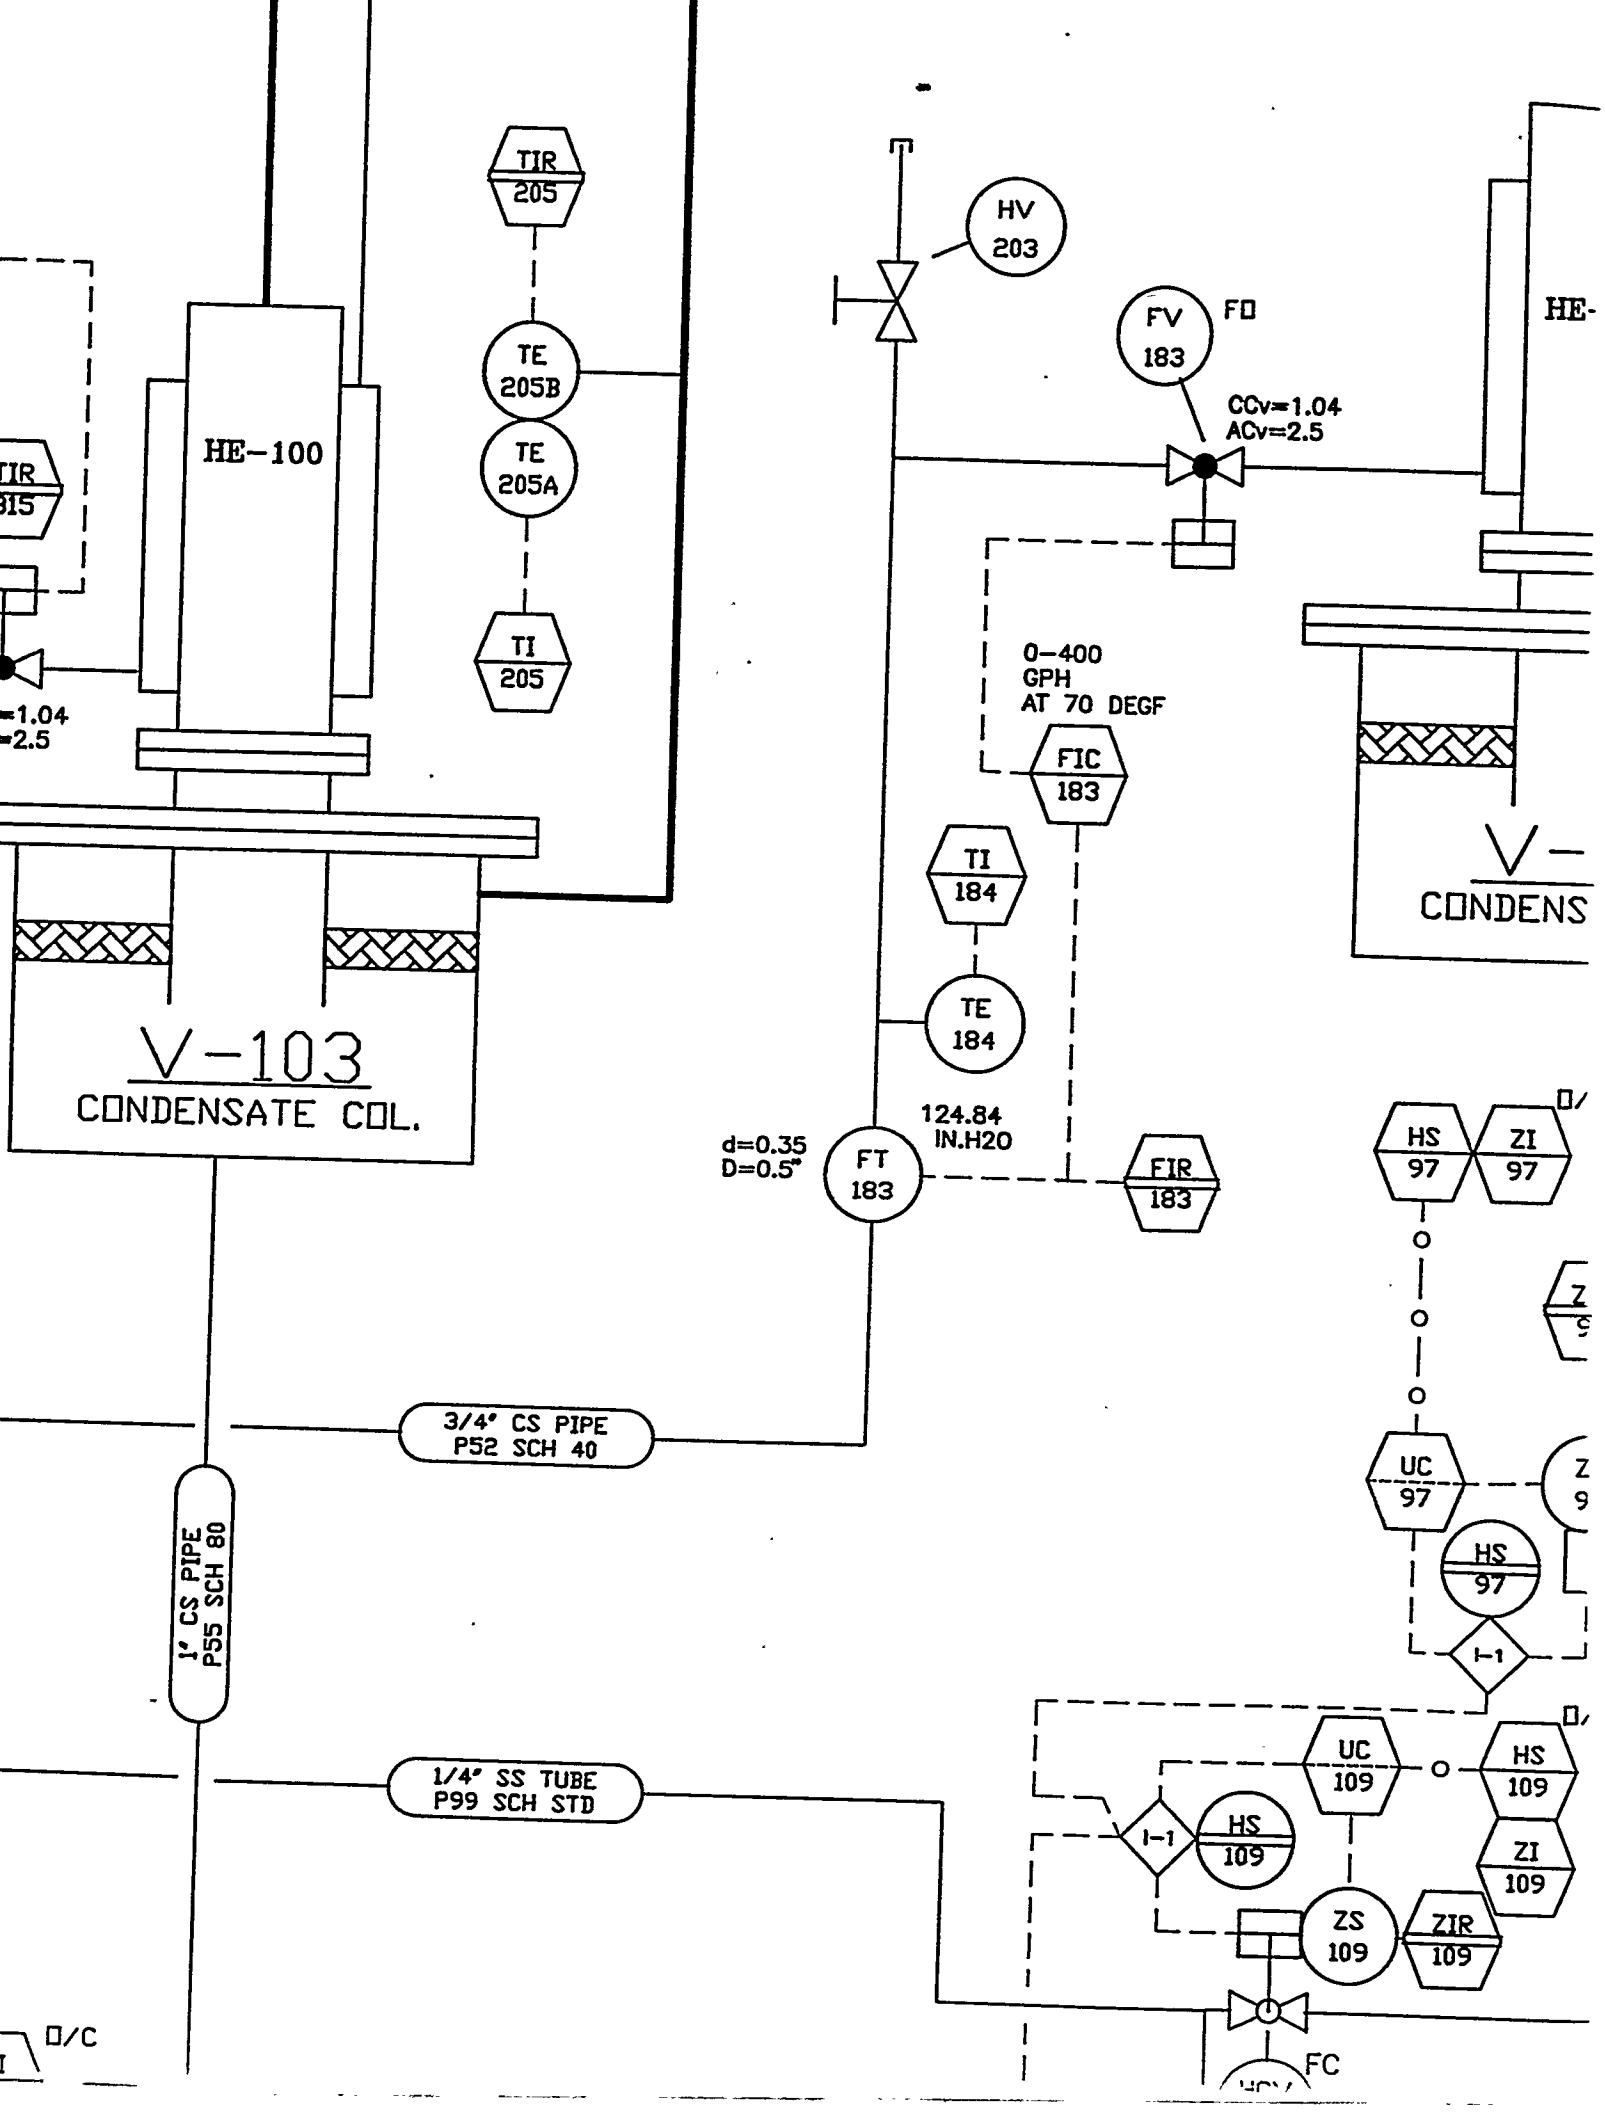 TIR
205
HV
203
FV
183
FO
HE-
TE
205B
CCv=1.04
ACv=2.5
HE-100
TE
205A
TIR
315
TI
205
0-400
GPH
AT 70 DEGF
=1.04
=2.5
FIC
183
TI
184
V-
CONDENS
TE
184
V-103
CONDENSATE COL.
124.84
IN.H2O
d=0.35
D=0.5"
FT
183
FIR
183
O/
HS
97
ZI
97
Z
9
3/4" CS PIPE
P52 SCH 40
UC
97
Z
9
1" CS PIPE
P55 SCH 80
HS
97
I-1
O/
UC
109
HS
109
1/4" SS TUBE
P99 SCH STD
I-1
HS
109
ZI
109
ZS
109
ZIR
109
O/C
I
FC